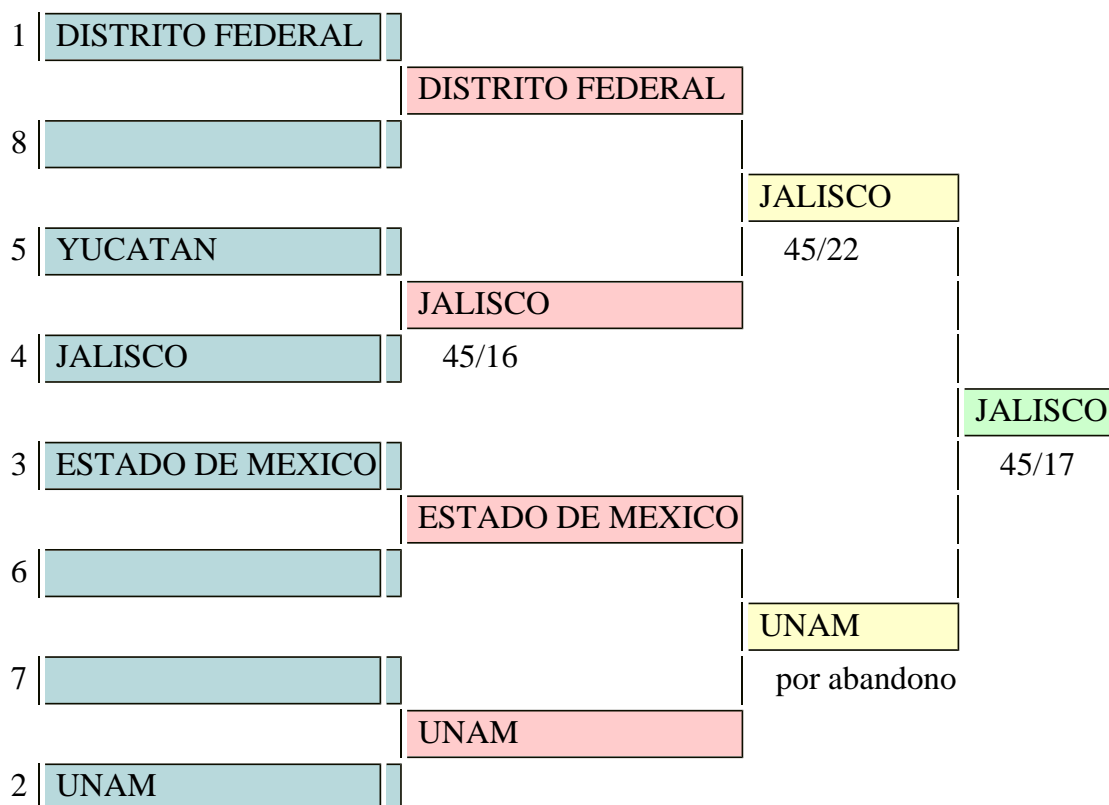 1 DISTRITO FEDERAL
DISTRITO FEDERAL
8
JALISCO
5 YUCATAN 45/22
JALISCO
4 JALISCO 45/16
JALISCO
3 ESTADO DE MEXICO 45/17
ESTADO DE MEXICO
6
UNAM
7 por abandono
UNAM
2 UNAM